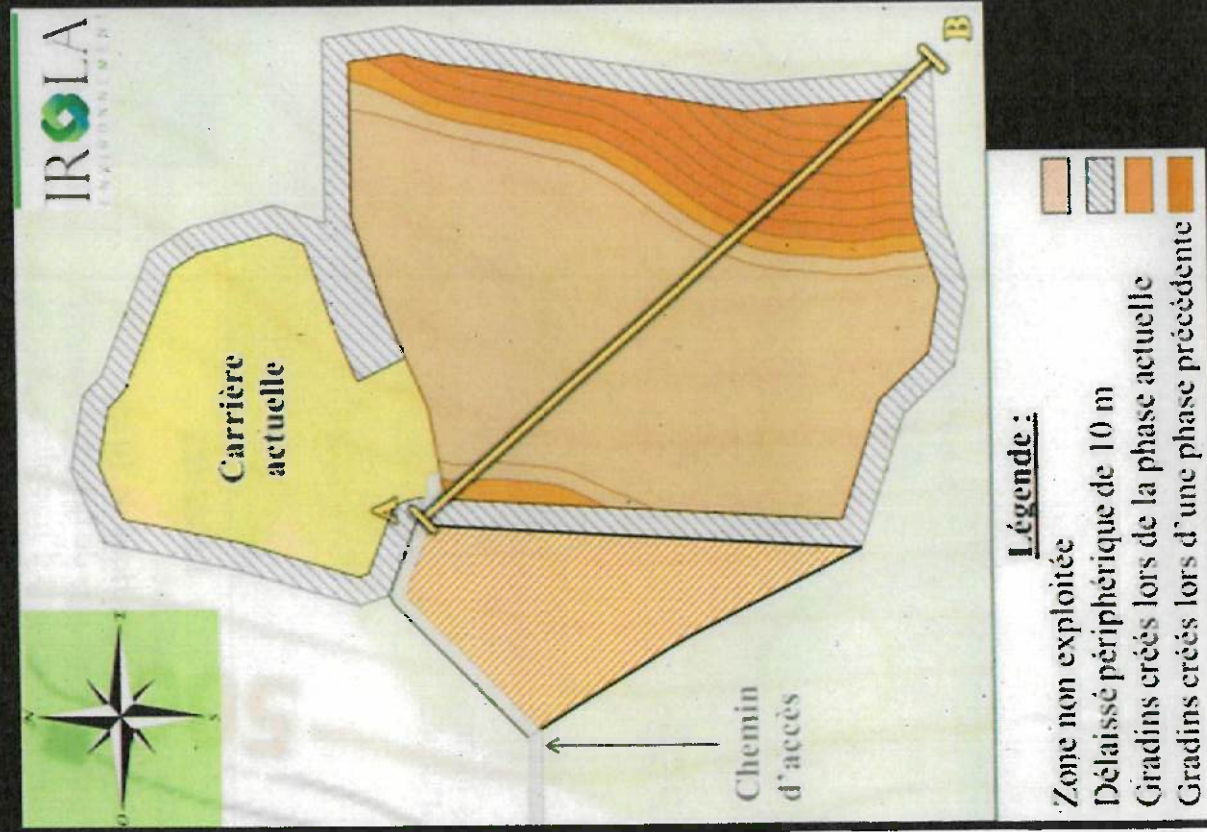 IROLA
ENVIRONNEMEN
N
O
E
S
Carrière
actuelle
A
B
Chemin
d'accès
Légende :
Zone non exploitée
Délaissé périphérique de 10 m
Gradins créés lors de la phase actuelle
Gradins créés lors d'une phase précédente